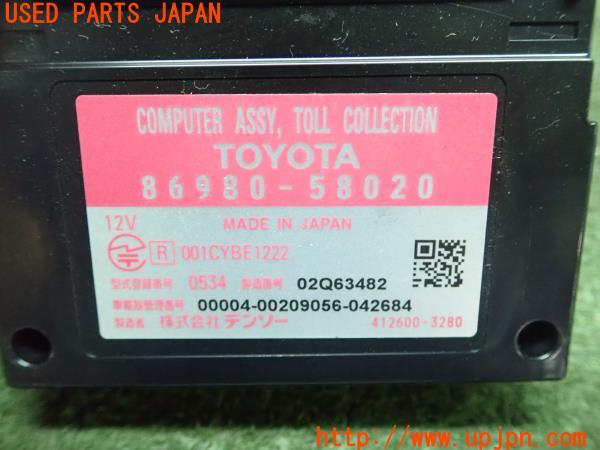 USED PARTS JAPAN
COMPUTER ASSY, TOLL COLLECTION
TOYOTA
86980-58020
12V MADE IN JAPAN
R 001CYBE1222
型式登録番号 0534 製造番号 02Q63482
車載器管理番号 00004-00209056-042684
製造者 株式会社 デンソー 412600-3280
http://www.upjpn.com